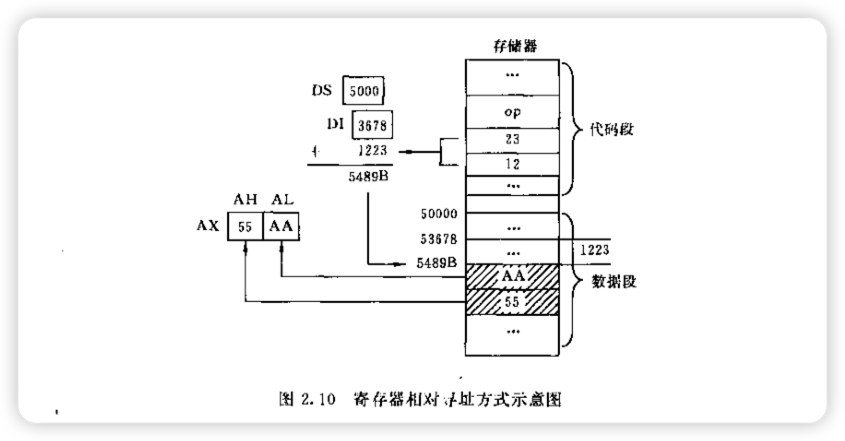 存储器
...
DS 5000
op
DI 3678
代码段
23
+ 1223
12
5489B
...
AH AL
50000
AX 55 AA
...
53678
...
1223
5489B
AA
数据段
55
...
图 2.10 寄存器相对寻址方式示意图